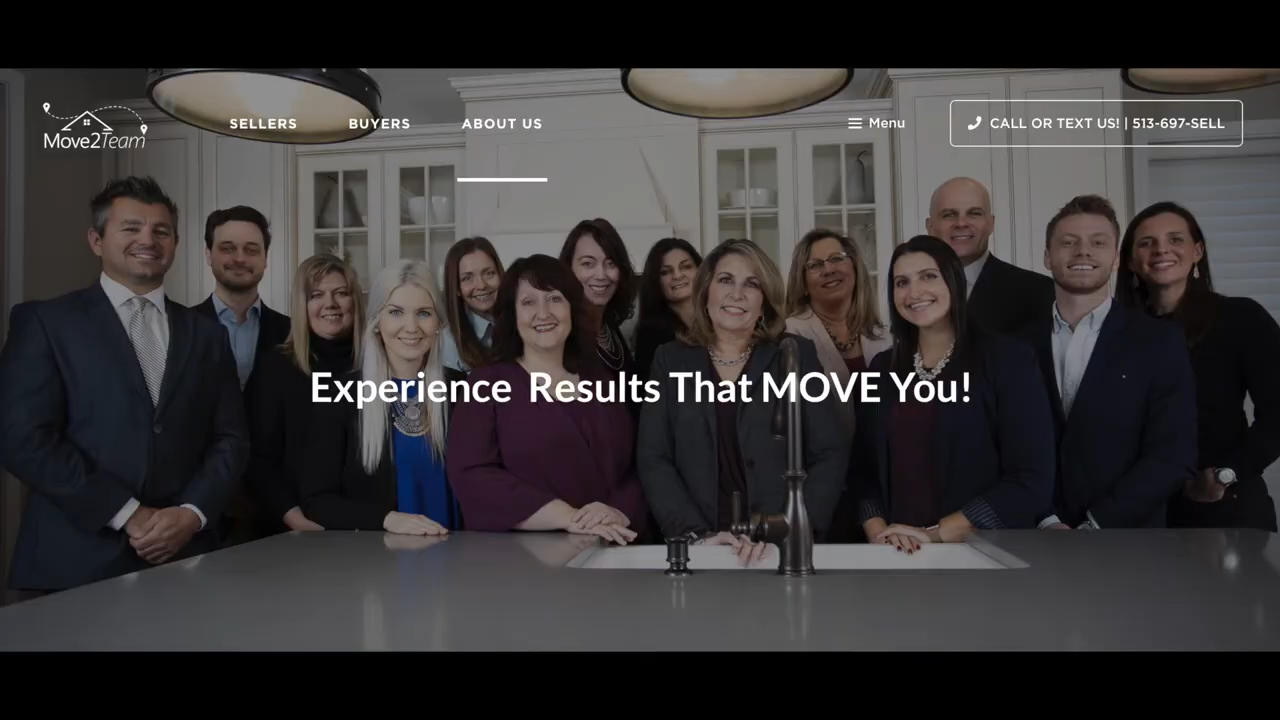 Move2Team
SELLERS
BUYERS
ABOUT US
Menu
CALL OR TEXT US! | 513-697-SELL
Experience Results That MOVE You!